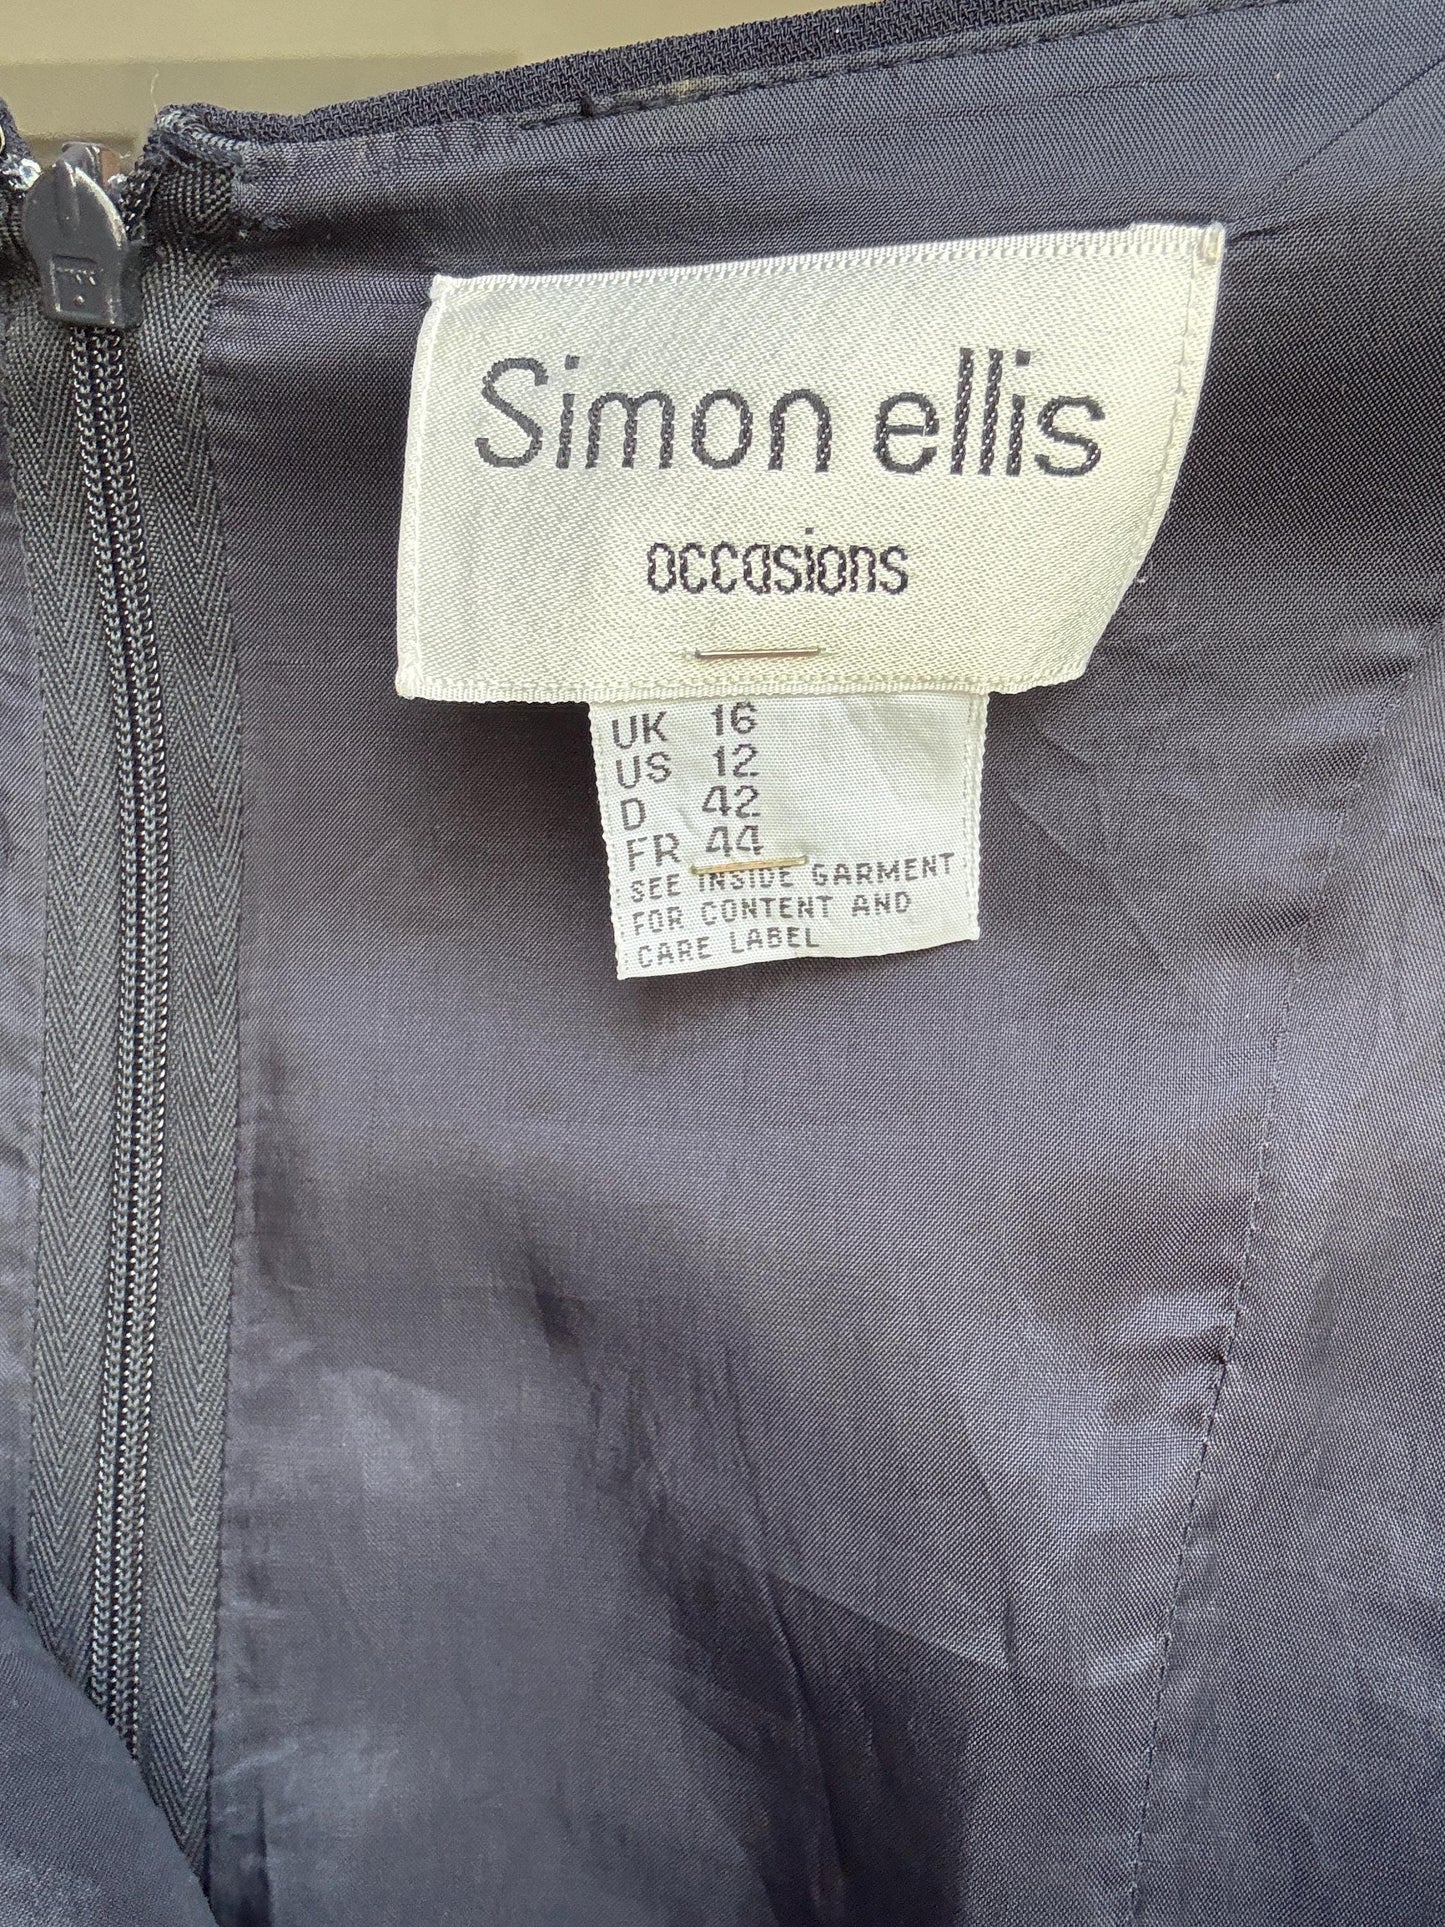 Simon ellis
occasions
UK 16
US 12
D 42
FR 44
SEE INSIDE GARMENT
FOR CONTENT AND
CARE LABEL